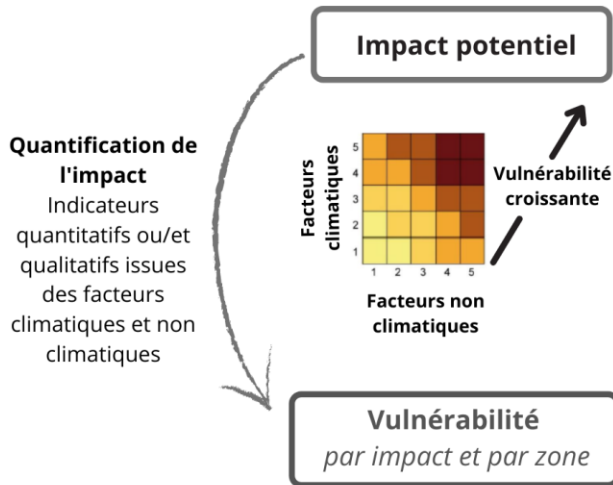 Impact potentiel
Quantification de
l'impact
Indicateurs
quantitatifs ou/et
qualitatifs issues
des facteurs
climatiques et non
climatiques
Facteurs
climatiques
5
4
3
2
1
1 2 3 4 5
Facteurs non
climatiques
Vulnérabilité
croissante
Vulnérabilité
par impact et par zone